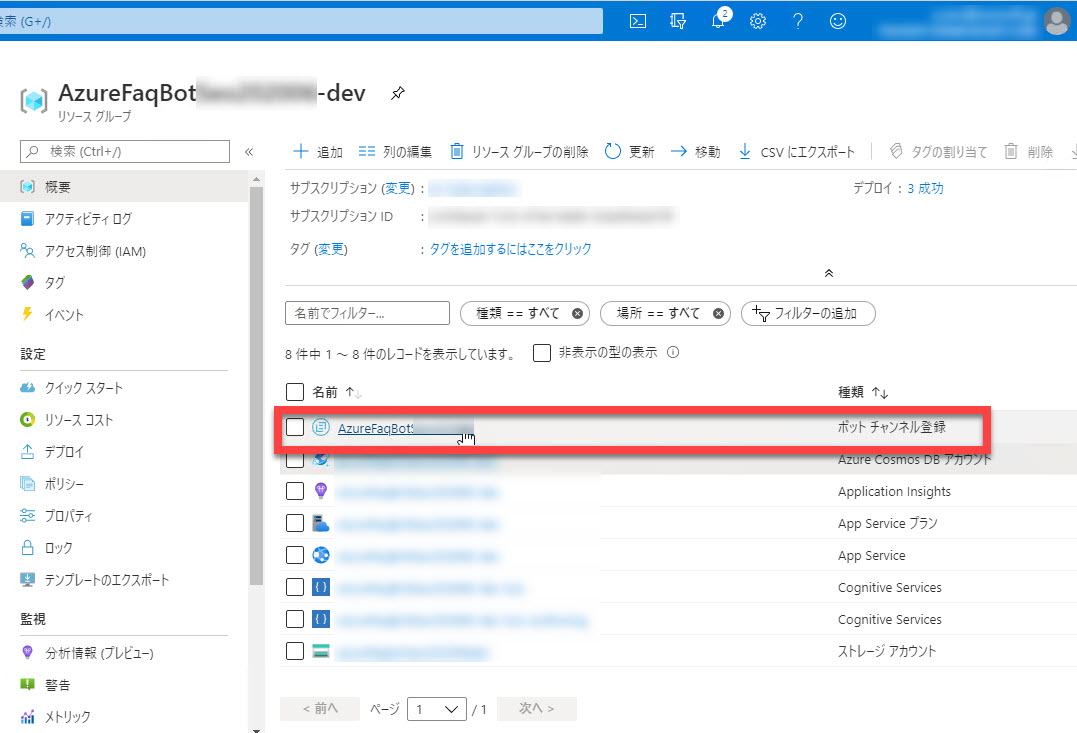 検索 (G+/)
2
AzureFaqBot -dev
リソース グループ
検索 (Ctrl+/)
«
追加 列の編集 リソース グループの削除 更新 移動 CSV にエクスポート タグの割り当て 削除
概要
アクティビティ ログ
アクセス制御 (IAM)
タグ
イベント
設定
クイック スタート
リソース コスト
デプロイ
ポリシー
プロパティ
ロック
テンプレートのエクスポート
監視
分析情報 (プレビュー)
警告
メトリック
サブスクリプション (変更) :
デプロイ : 3 成功
サブスクリプション ID :
タグ (変更) : タグを追加するにはここをクリック
名前でフィルター...
種類 == すべて
場所 == すべて
フィルターの追加
8 件中 1 ～ 8 件のレコードを表示しています。
非表示の型の表示
名前 ↑↓ 種類 ↑↓
AzureFaqBot ボット チャンネル登録
Azure Cosmos DB アカウント
Application Insights
App Service プラン
App Service
Cognitive Services
Cognitive Services
ストレージ アカウント
< 前へ ページ 1 / 1 次へ >